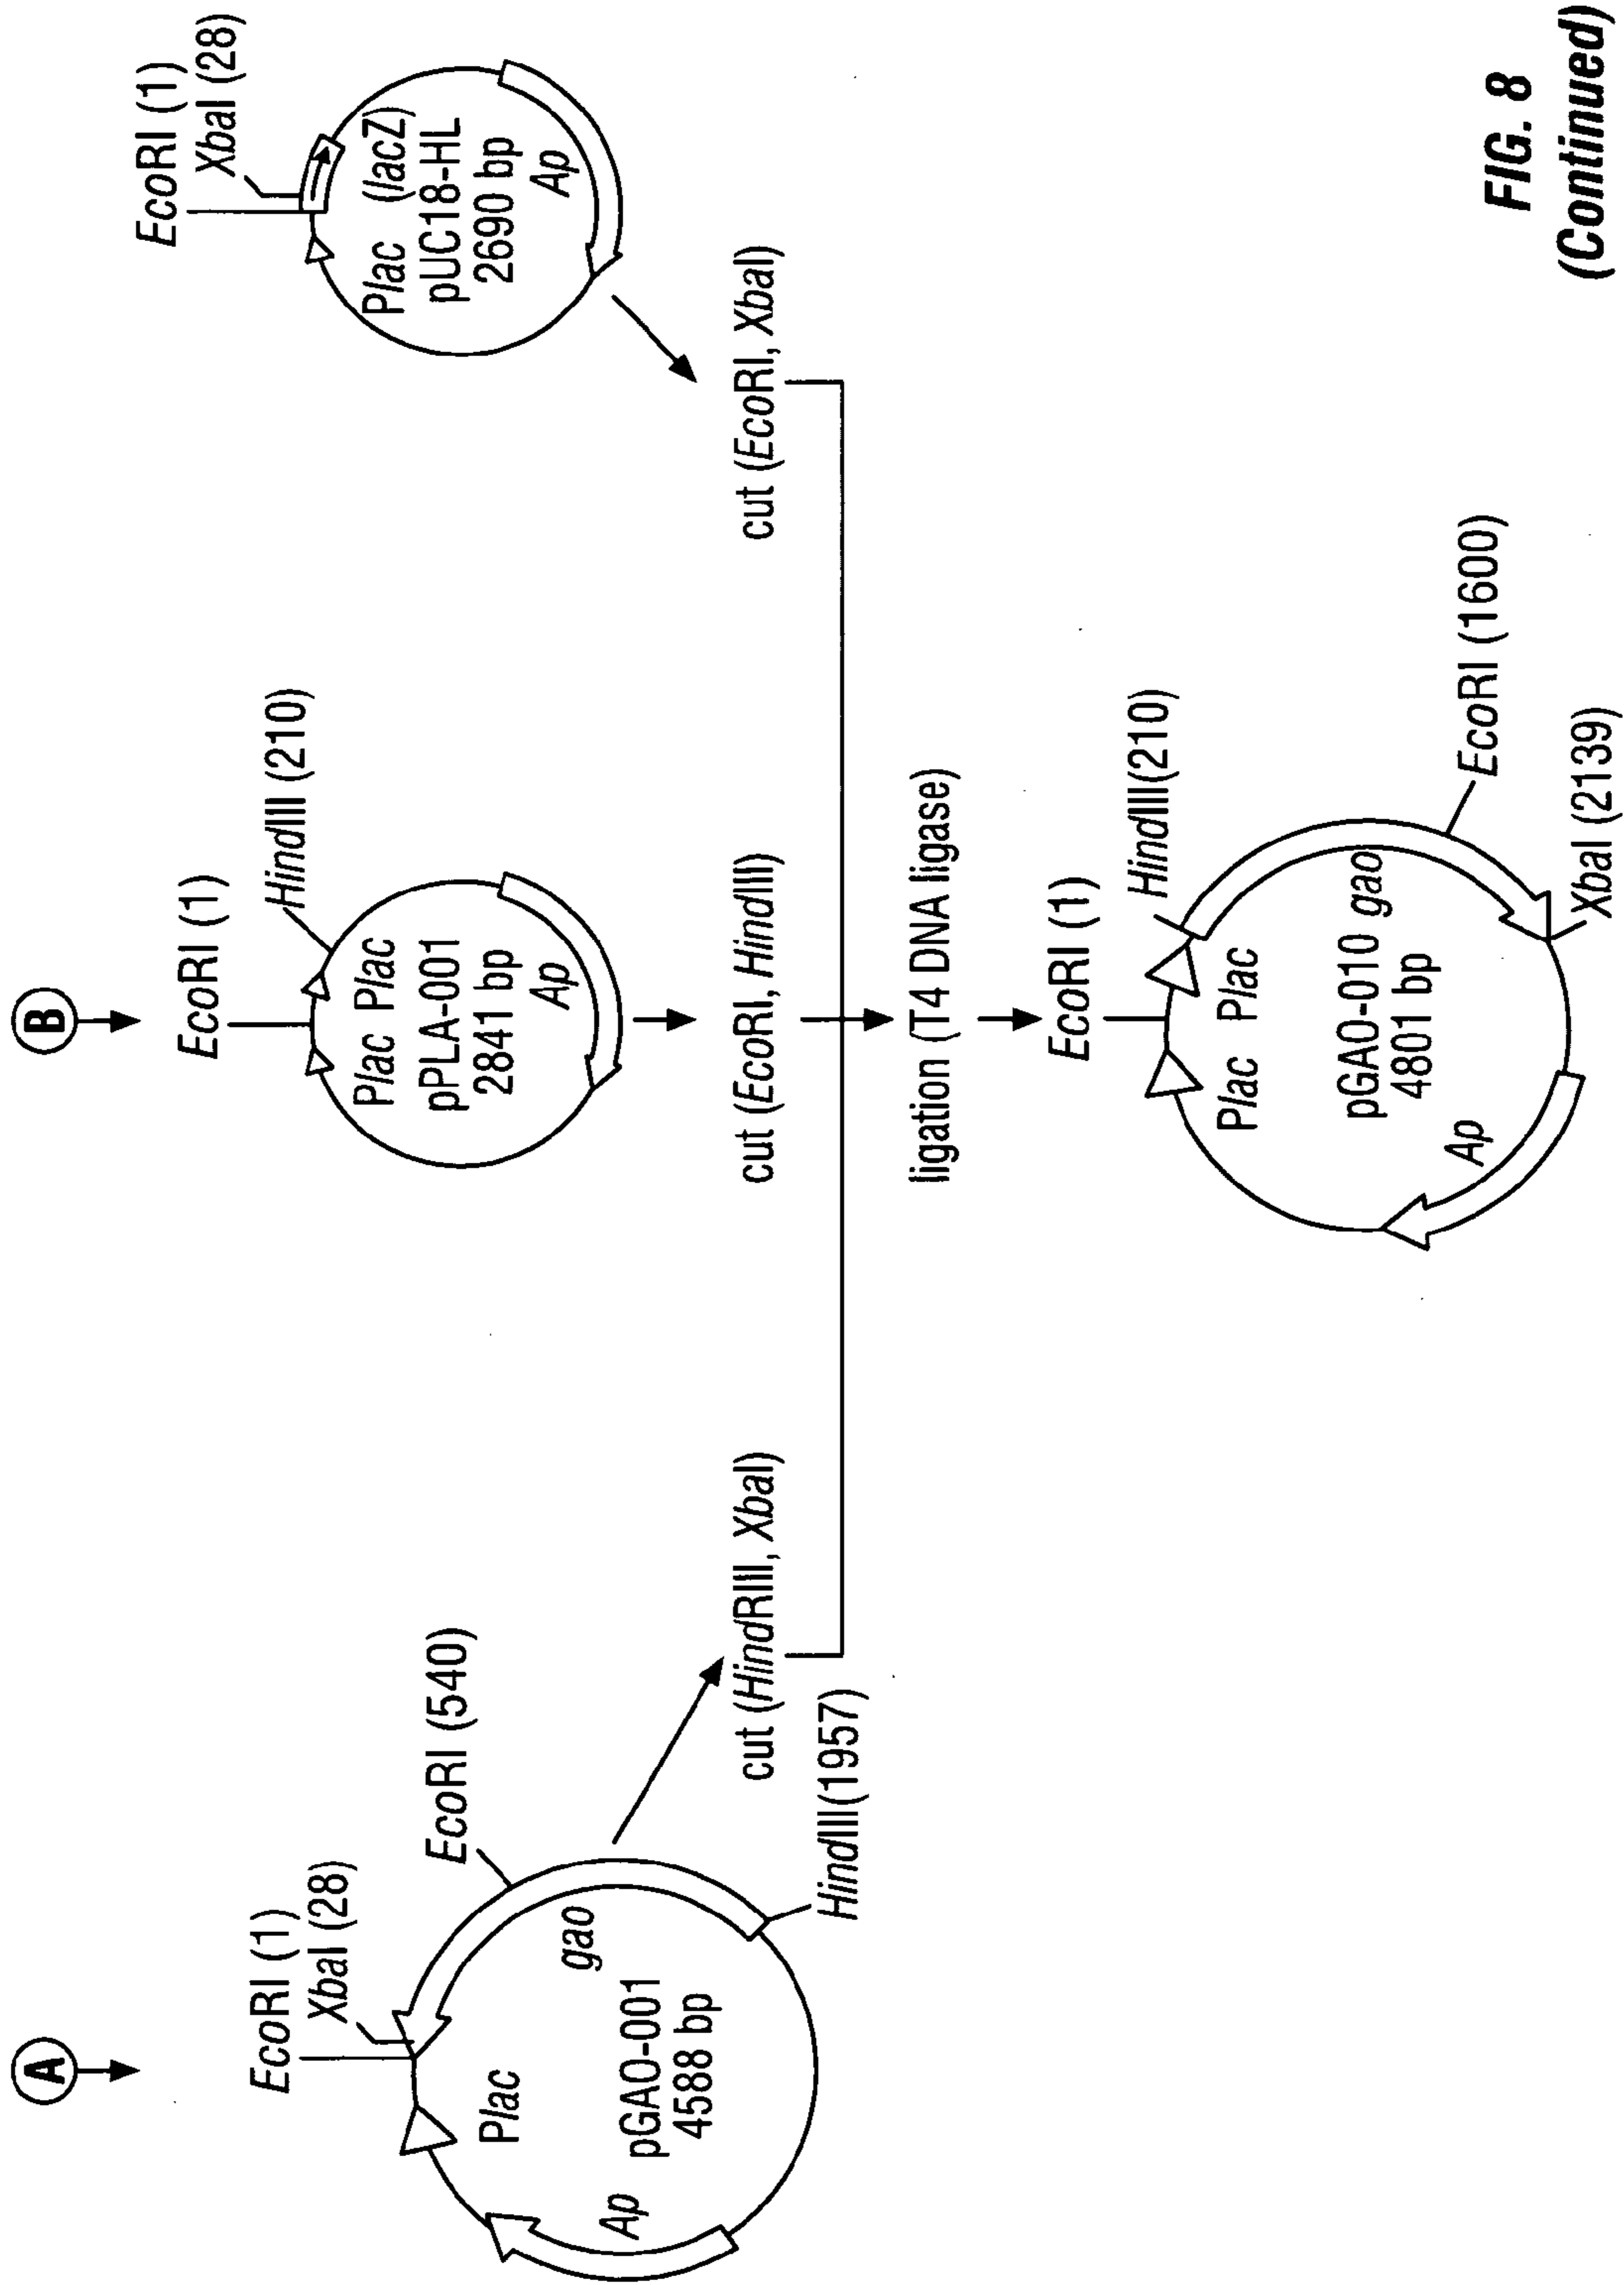 A
EcoRI (1)
XbaI (28)
EcoRI (540)
Plac
gao
Ap
pGAO-001
4588 bp
HindIII(1957)
cut (HindRIII, XbaI)
B
EcoRI (1)
HindIII (210)
Plac Plac
pPLA-001
2841 bp
Ap
cut (EcoRI, HindIII)
EcoRI (1)
XbaI (28)
Plac (lacZ)
pUC18-HL
2690 bp
Ap
cut (EcoRI, XbaI)
ligation (T4 DNA ligase)
EcoRI (1)
HindIII(210)
Plac Plac
pGAO-010 gao
4801 bp
Ap
EcoRI (1600)
XbaI (2139)
FIG. 8
(Continued)